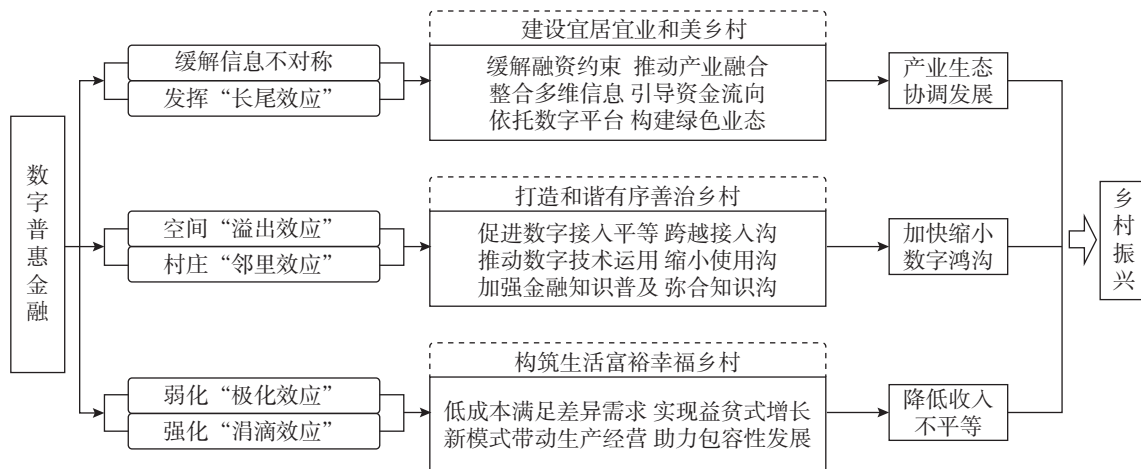 数字普惠金融
缓解信息不对称
发挥“长尾效应”
建设宜居宜业和美乡村
缓解融资约束 推动产业融合
整合多维信息 引导资金流向
依托数字平台 构建绿色业态
产业生态
协调发展
空间“溢出效应”
村庄“邻里效应”
打造和谐有序善治乡村
促进数字接入平等 跨越接入沟
推动数字技术运用 缩小使用沟
加强金融知识普及 弥合知识沟
加快缩小
数字鸿沟
弱化“极化效应”
强化“涓滴效应”
构筑生活富裕幸福乡村
低成本满足差异需求 实现益贫式增长
新模式带动生产经营 助力包容性发展
降低收入
不平等
乡村振兴